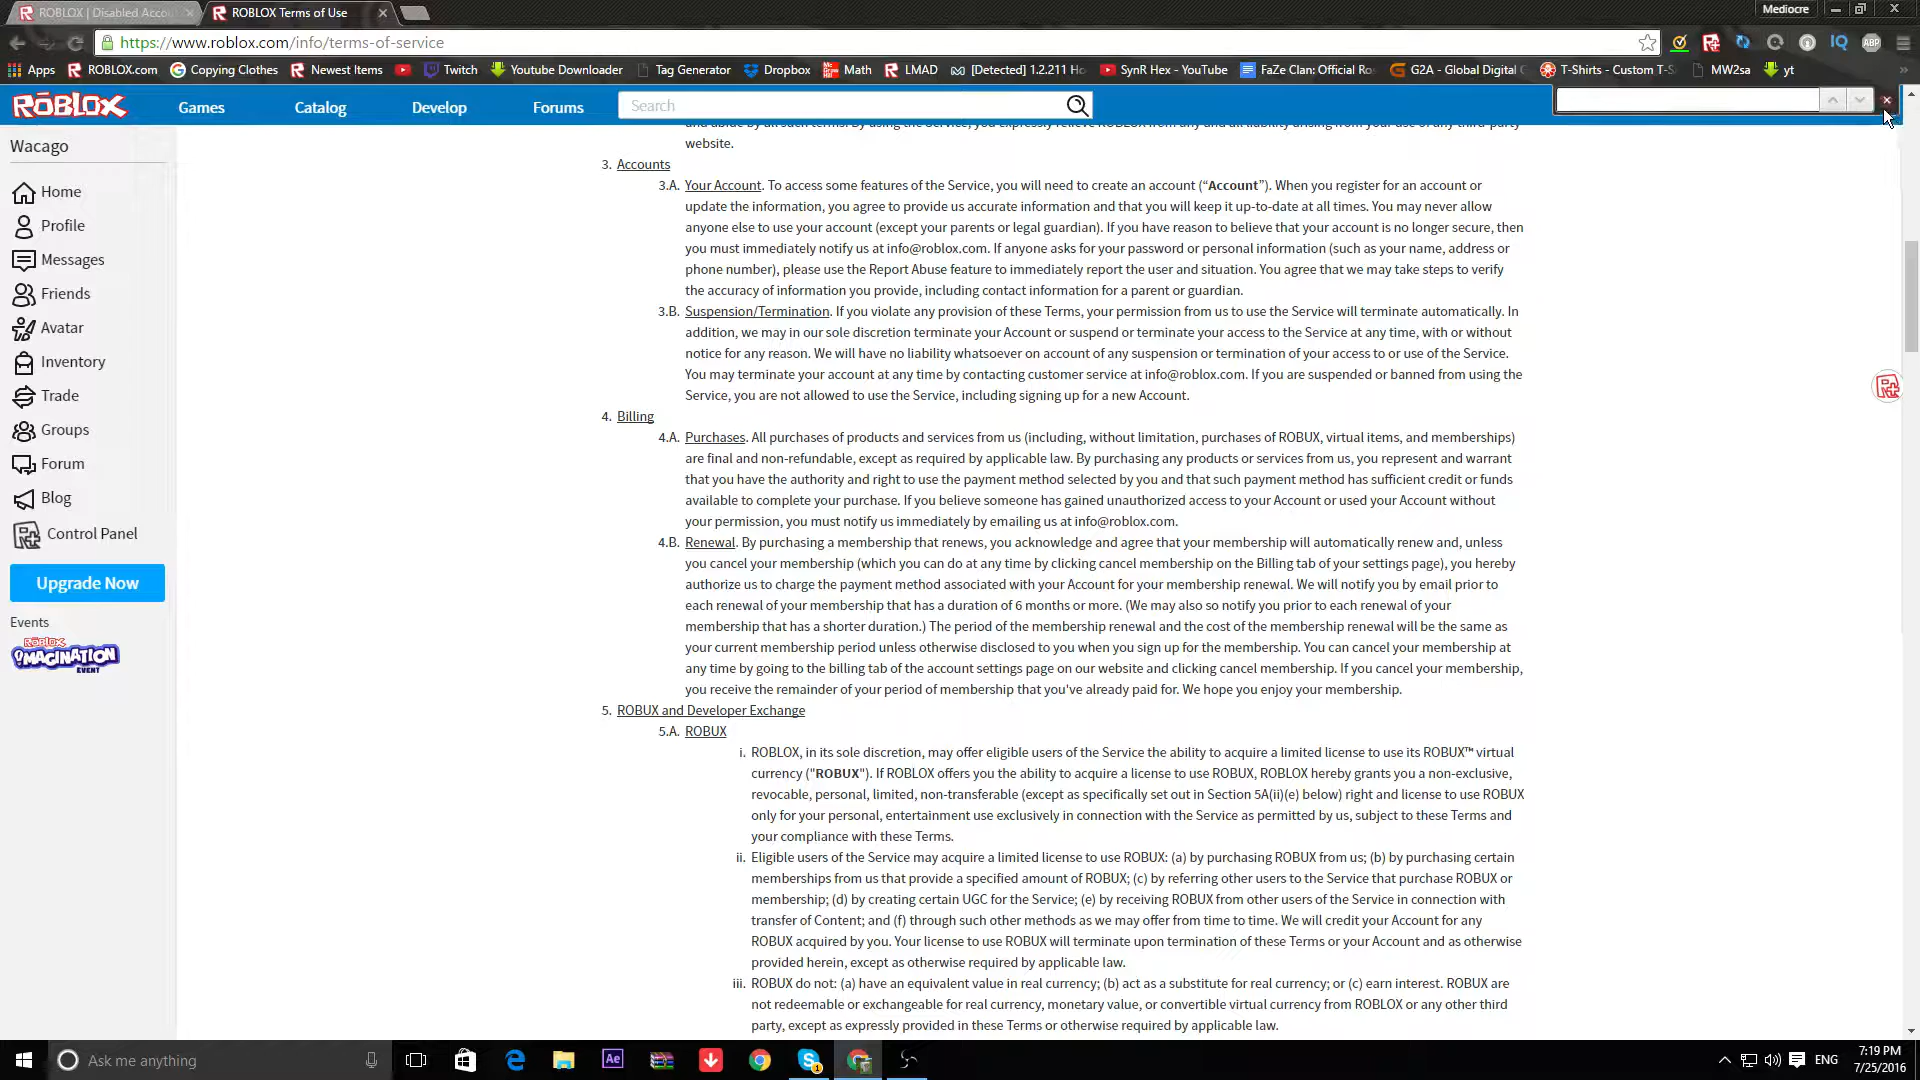 ROBLOX | Disabled Acco
ROBLOX Terms of Use
Mediocre
https://www.roblox.com/info/terms-of-service
ABP
Apps
ROBLOX.com
Copying Clothes
Newest Items
Twitch
Youtube Downloader
Tag Generator
Dropbox
Math
LMAD
[Detected] 1.2.211 Ho
SynR Hex - YouTube
FaZe Clan: Official Ro
G2A - Global Digital
T-Shirts - Custom T-S
MW2sa
yt
ROBLOX
Games
Catalog
Develop
Forums
Search
Wacago
Home
Profile
Messages
Friends
Avatar
Inventory
Trade
Groups
Forum
Blog
Control Panel
Upgrade Now
Events
ROBLOX
IMAGINATION
EVENT
and abide by all such terms. By using the Service, you expressly relieve ROBLOX from any and all liability arising from your use of any third-party
website.
3. Accounts
3.A. Your Account. To access some features of the Service, you will need to create an account (“Account”). When you register for an account or
update the information, you agree to provide us accurate information and that you will keep it up-to-date at all times. You may never allow
anyone else to use your account (except your parents or legal guardian). If you have reason to believe that your account is no longer secure, then
you must immediately notify us at info@roblox.com. If anyone asks for your password or personal information (such as your name, address or
phone number), please use the Report Abuse feature to immediately report the user and situation. You agree that we may take steps to verify
the accuracy of information you provide, including contact information for a parent or guardian.
3.B. Suspension/Termination. If you violate any provision of these Terms, your permission from us to use the Service will terminate automatically. In
addition, we may in our sole discretion terminate your Account or suspend or terminate your access to the Service at any time, with or without
notice for any reason. We will have no liability whatsoever on account of any suspension or termination of your access to or use of the Service.
You may terminate your account at any time by contacting customer service at info@roblox.com. If you are suspended or banned from using the
Service, you are not allowed to use the Service, including signing up for a new Account.
4. Billing
4.A. Purchases. All purchases of products and services from us (including, without limitation, purchases of ROBUX, virtual items, and memberships)
are final and non-refundable, except as required by applicable law. By purchasing any products or services from us, you represent and warrant
that you have the authority and right to use the payment method selected by you and that such payment method has sufficient credit or funds
available to complete your purchase. If you believe someone has gained unauthorized access to your Account or used your Account without
your permission, you must notify us immediately by emailing us at info@roblox.com.
4.B. Renewal. By purchasing a membership that renews, you acknowledge and agree that your membership will automatically renew and, unless
you cancel your membership (which you can do at any time by clicking cancel membership on the Billing tab of your settings page), you hereby
authorize us to charge the payment method associated with your Account for your membership renewal. We will notify you by email prior to
each renewal of your membership that has a duration of 6 months or more. (We may also so notify you prior to each renewal of your
membership that has a shorter duration.) The period of the membership renewal and the cost of the membership renewal will be the same as
your current membership period unless otherwise disclosed to you when you sign up for the membership. You can cancel your membership at
any time by going to the billing tab of the account settings page on our website and clicking cancel membership. If you cancel your membership,
you receive the remainder of your period of membership that you've already paid for. We hope you enjoy your membership.
5. ROBUX and Developer Exchange
5.A. ROBUX
i. ROBLOX, in its sole discretion, may offer eligible users of the Service the ability to acquire a limited license to use its ROBUX™ virtual
currency ("ROBUX"). If ROBLOX offers you the ability to acquire a license to use ROBUX, ROBLOX hereby grants you a non-exclusive,
revocable, personal, limited, non-transferable (except as specifically set out in Section 5A(ii)(e) below) right and license to use ROBUX
only for your personal, entertainment use exclusively in connection with the Service as permitted by us, subject to these Terms and
your compliance with these Terms.
ii. Eligible users of the Service may acquire a limited license to use ROBUX: (a) by purchasing ROBUX from us; (b) by purchasing certain
memberships from us that provide a specified amount of ROBUX; (c) by referring other users to the Service that purchase ROBUX or
membership; (d) by creating certain UGC for the Service; (e) by receiving ROBUX from other users of the Service in connection with
transfer of Content; and (f) through such other methods as we may offer from time to time. We will credit your Account for any
ROBUX acquired by you. Your license to use ROBUX will terminate upon termination of these Terms or your Account and as otherwise
provided herein, except as otherwise required by applicable law.
iii. ROBUX do not: (a) have an equivalent value in real currency; (b) act as a substitute for real currency; or (c) earn interest. ROBUX are
not redeemable or exchangeable for real currency, monetary value, or convertible virtual currency from ROBLOX or any other third
party, except as expressly provided in these Terms or otherwise required by applicable law.
Ask me anything
Ae
ENG
7:19 PM
7/25/2016